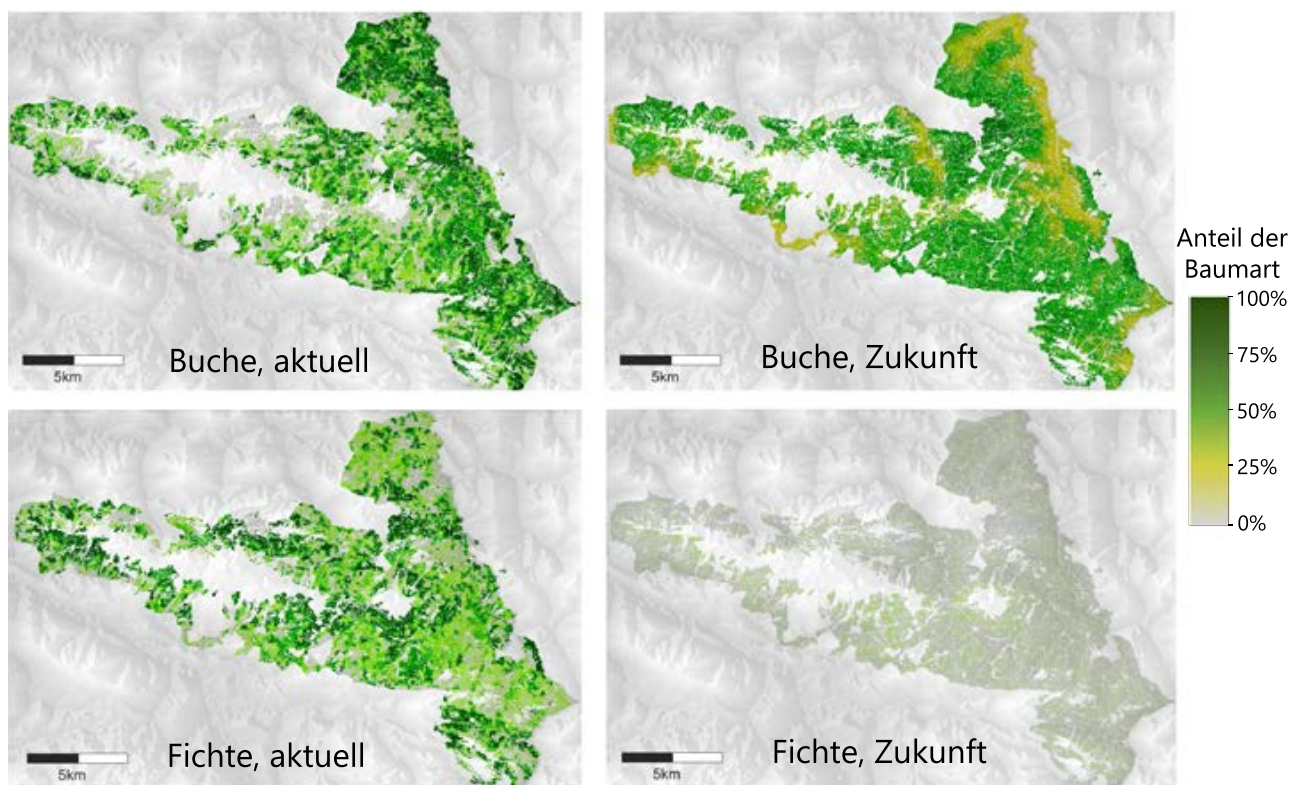 Buche, aktuell
5km
Buche, Zukunft
5km
Anteil der
Baumart
100%
75%
50%
25%
0%
Fichte, aktuell
5km
Fichte, Zukunft
5km